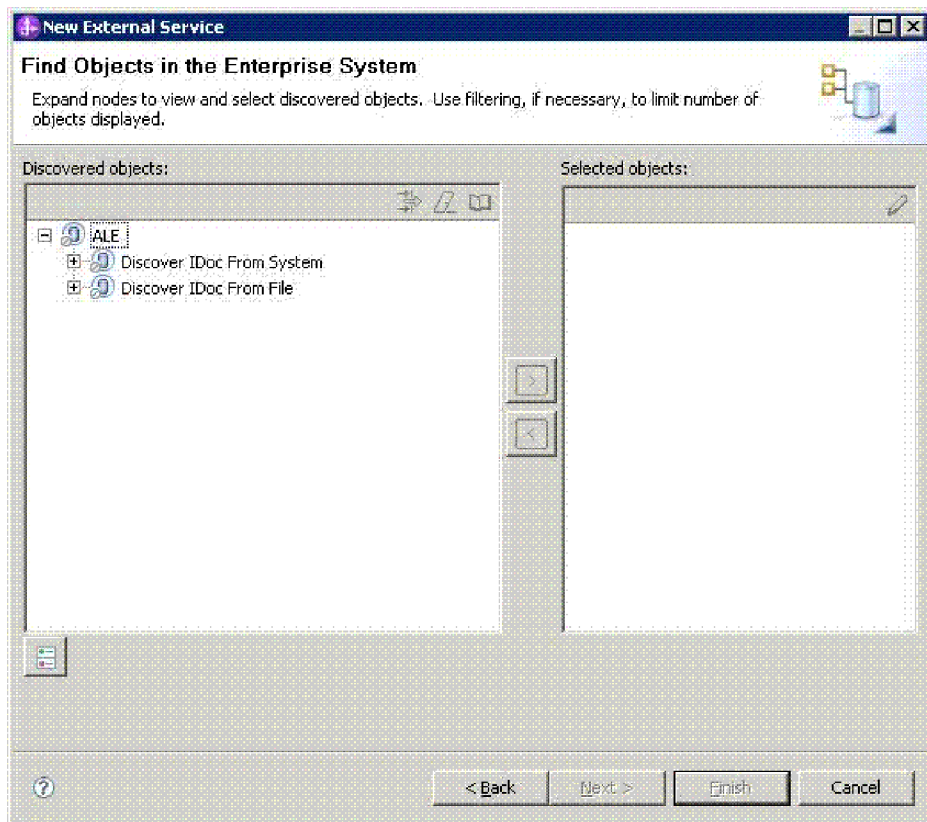 New External Service
Find Objects in the Enterprise System
Expand nodes to view and select discovered objects. Use filtering, if necessary, to limit number of
objects displayed.
Discovered objects:
Selected objects:
ALE
Discover IDoc From System
Discover IDoc From File
>
<
?
< Back
Next >
Finish
Cancel